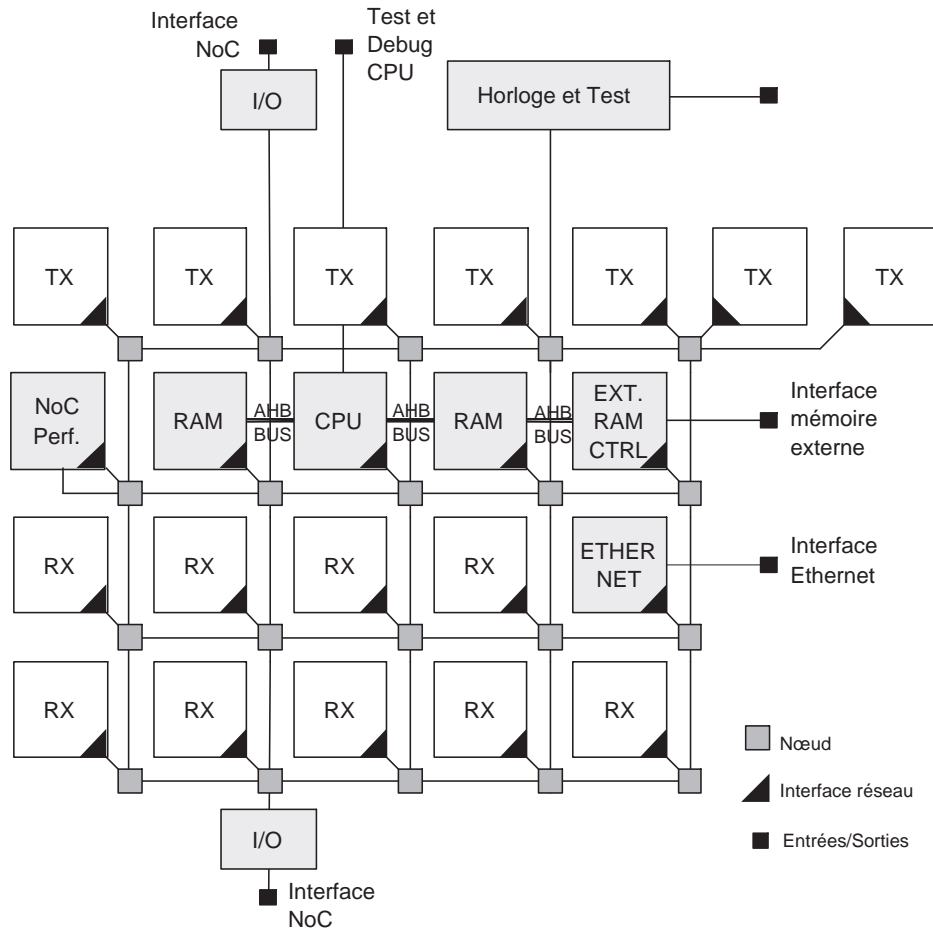 Interface
NoC
Test et
Debug
CPU
I/O
Horloge et Test
TX
TX
TX
TX
TX
TX
TX
NoC
Perf.
RAM
AHB
BUS
CPU
AHB
BUS
RAM
AHB
BUS
EXT.
RAM
CTRL
Interface
mémoire
externe
RX
RX
RX
RX
ETHER
NET
Interface
Ethernet
RX
RX
RX
RX
RX
Nœud
Interface réseau
Entrées/Sorties
I/O
Interface
NoC